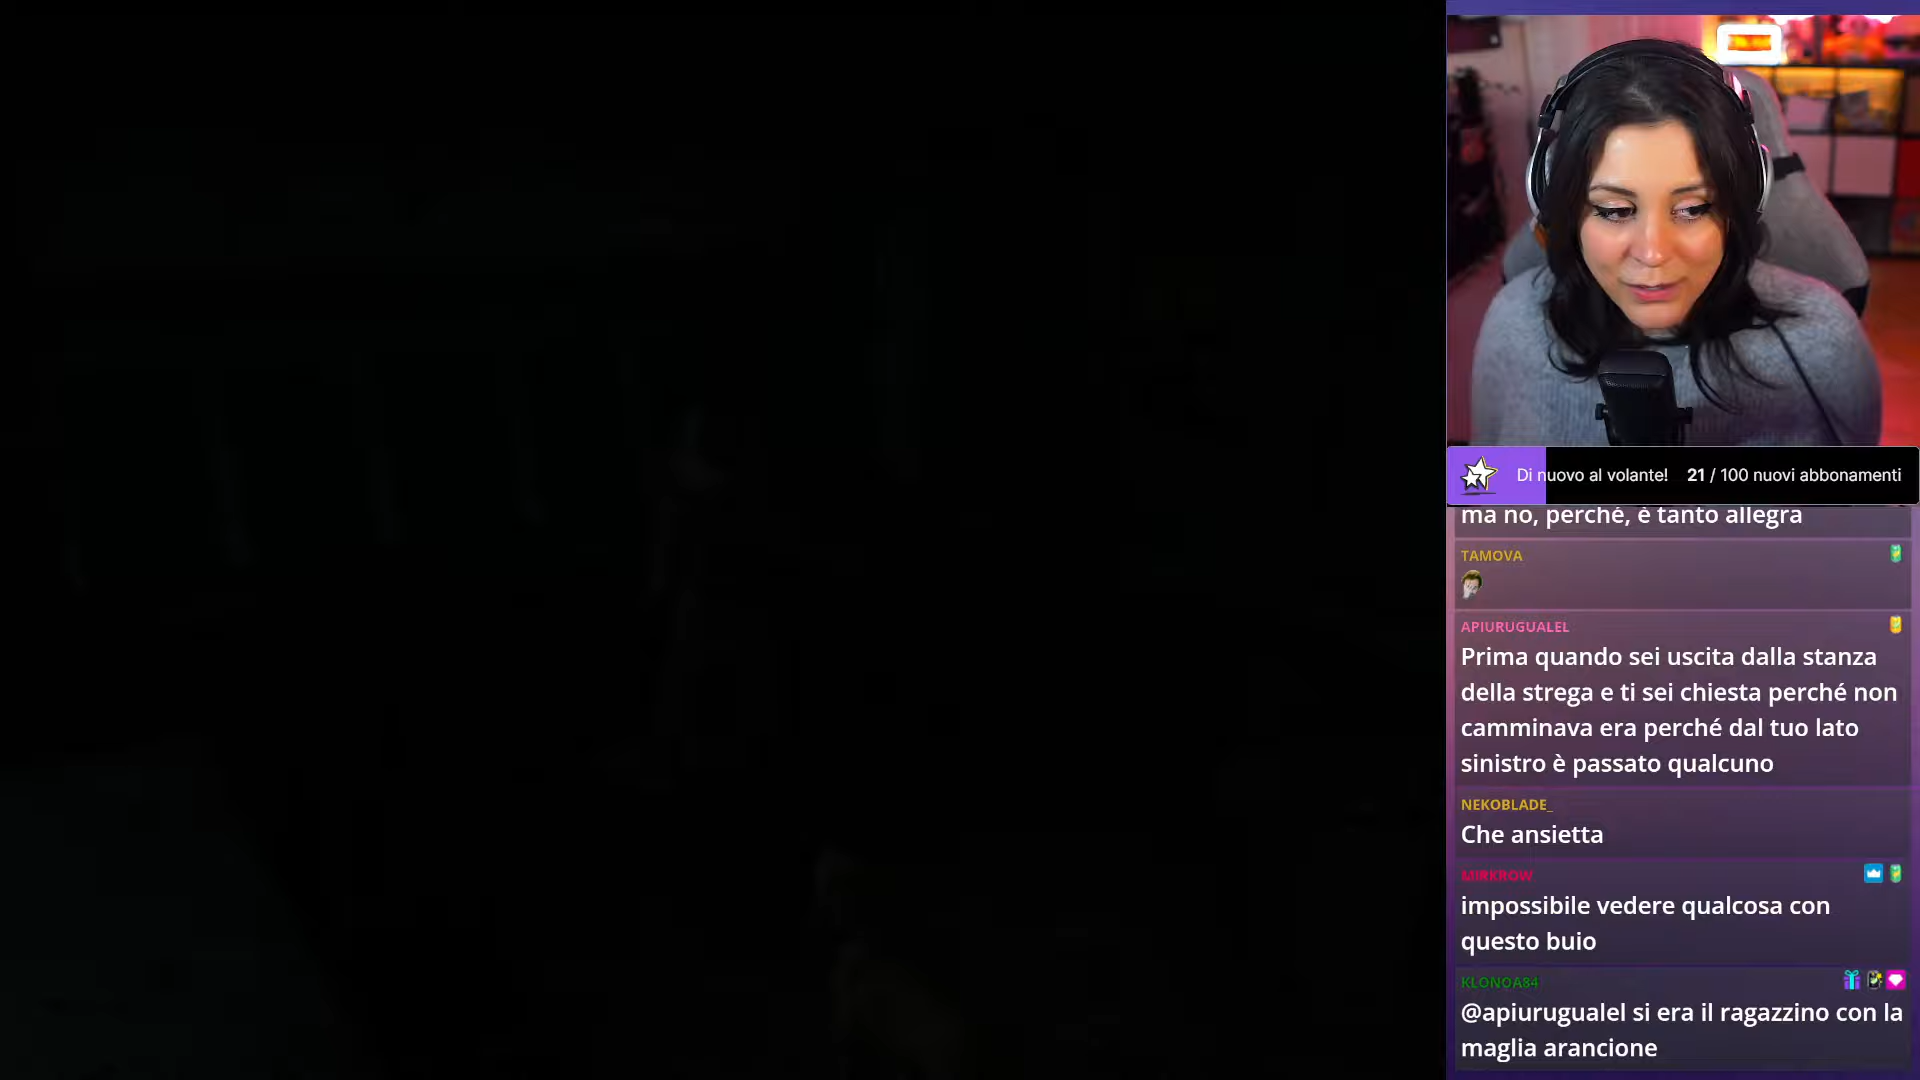 Di nuovo al volante! 21 / 100 nuovi abbonamenti
ma no, perché, è tanto allegra
TAMOVA
APIURUGUALEL
Prima quando sei uscita dalla stanza
della strega e ti sei chiesta perché non
camminava era perché dal tuo lato
sinistro è passato qualcuno
NEKOBLADE_
Che ansietta
MIRKROW
impossibile vedere qualcosa con
questo buio
KLONOA84
@apiurugualel si era il ragazzino con la
maglia arancione